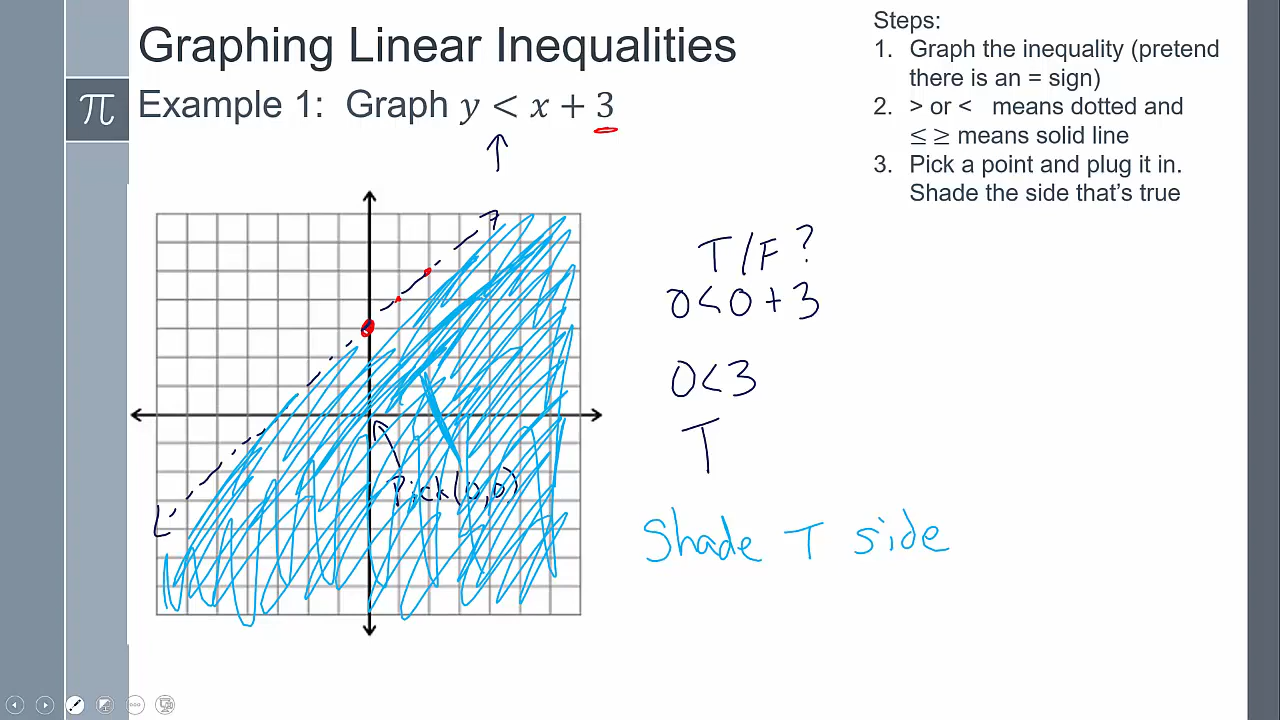 Graphing Linear Inequalities
π
Example 1: Graph y < x + 3
Steps:
1. Graph the inequality (pretend
there is an = sign)
2. > or < means dotted and
≤ ≥ means solid line
3. Pick a point and plug it in.
Shade the side that's true
T/F?
0<0+3
0<3
T
Pick(0,0)
Shade T side